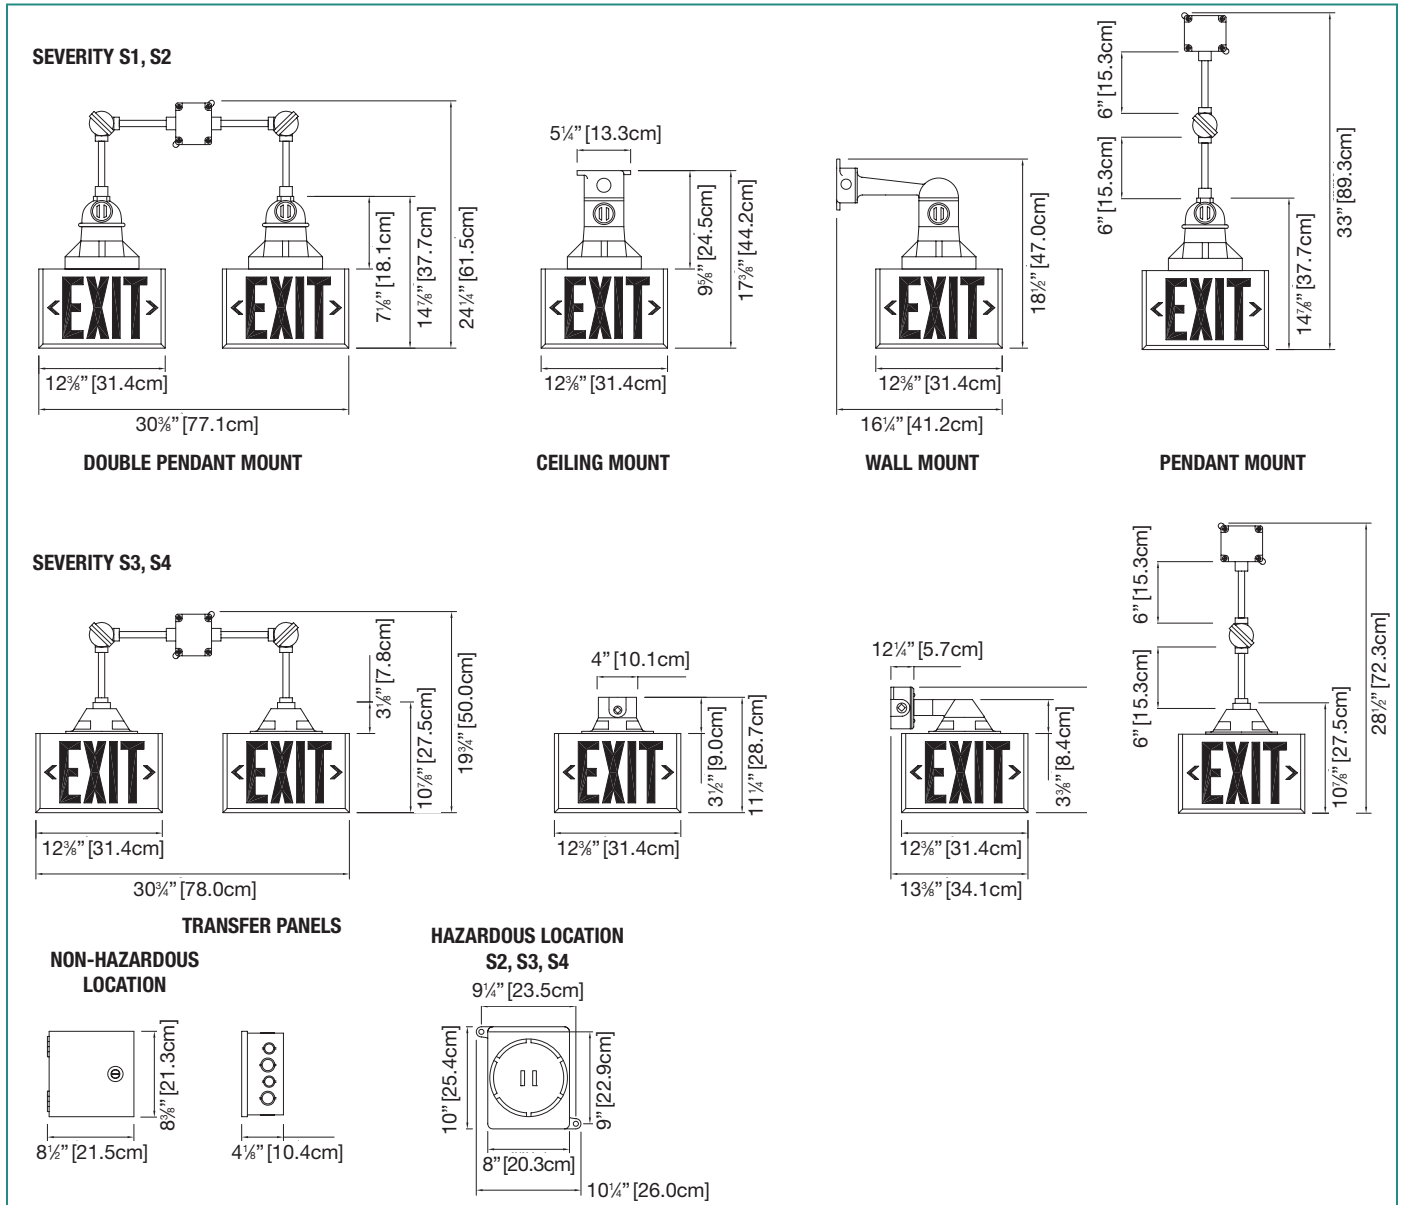 SEVERITY S1, S2
6” [15.3cm]
6” [15.3cm]
14⅞” [37.7cm]
33” [89.3cm]
5¼” [13.3cm]
7⅛” [18.1cm]
14⅞” [37.7cm]
24¼” [61.5cm]
9⅝” [24.5cm]
17⅜” [44.2cm]
18½” [47.0cm]
<EXIT>
<EXIT>
<EXIT>
<EXIT>
<EXIT>
12⅜” [31.4cm]
12⅜” [31.4cm]
12⅜” [31.4cm]
30⅜” [77.1cm]
16¼” [41.2cm]
DOUBLE PENDANT MOUNT
CEILING MOUNT
WALL MOUNT
PENDANT MOUNT
SEVERITY S3, S4
6” [15.3cm]
6” [15.3cm]
10⅞” [27.5cm]
28½” [72.3cm]
3⅛” [7.8cm]
10⅞” [27.5cm]
19¾” [50.0cm]
4” [10.1cm]
3½” [9.0cm]
11¼” [28.7cm]
12¼” [5.7cm]
3⅜” [8.4cm]
<EXIT>
<EXIT>
<EXIT>
<EXIT>
<EXIT>
12⅜” [31.4cm]
12⅜” [31.4cm]
12⅜” [31.4cm]
30¾” [78.0cm]
13⅜” [34.1cm]
TRANSFER PANELS
NON-HAZARDOUS
LOCATION
8⅜” [21.3cm]
8½” [21.5cm]
4⅛” [10.4cm]
HAZARDOUS LOCATION
S2, S3, S4
9¼” [23.5cm]
10” [25.4cm]
9” [22.9cm]
8” [20.3cm]
10¼” [26.0cm]